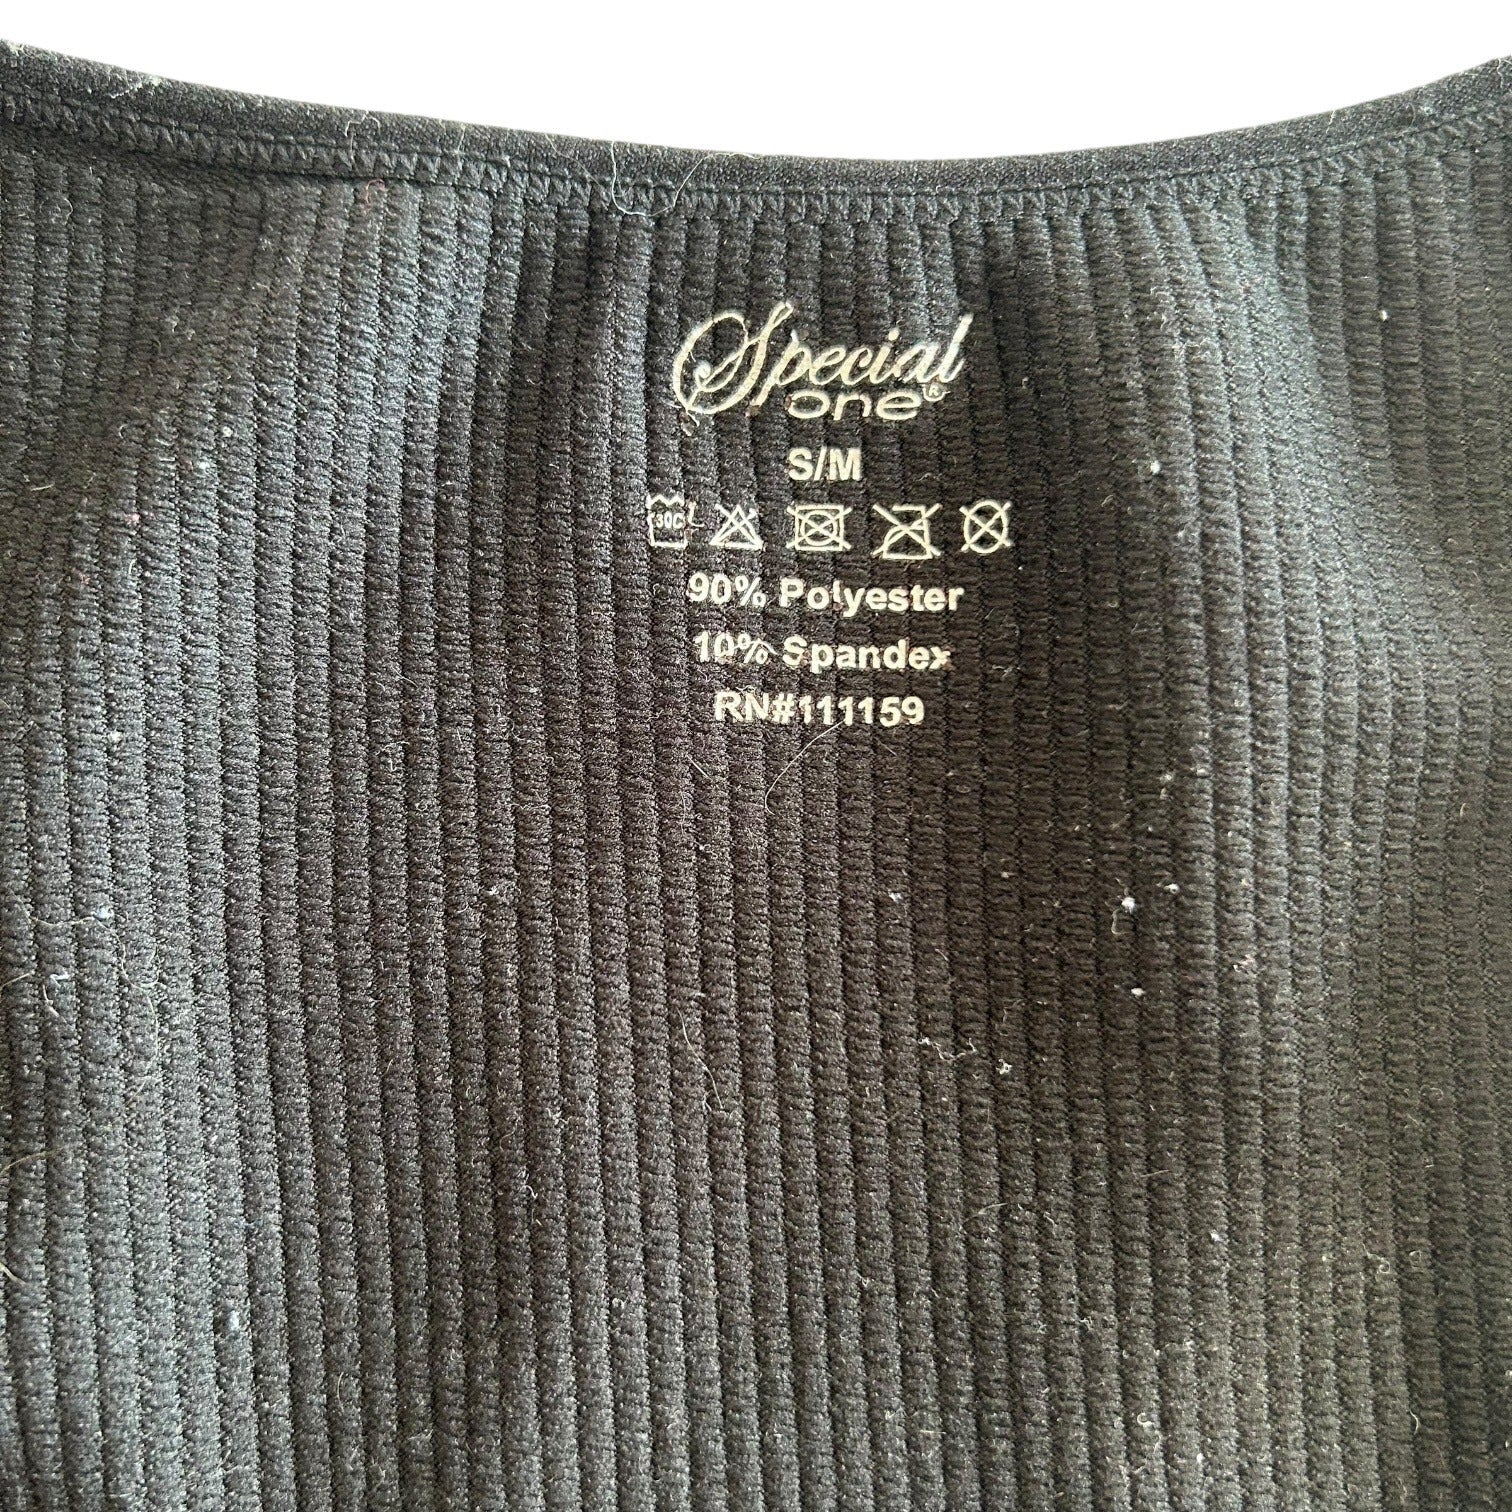 Special
one®
S/M
30C
90% Polyester
10% Spandex
RN#111159